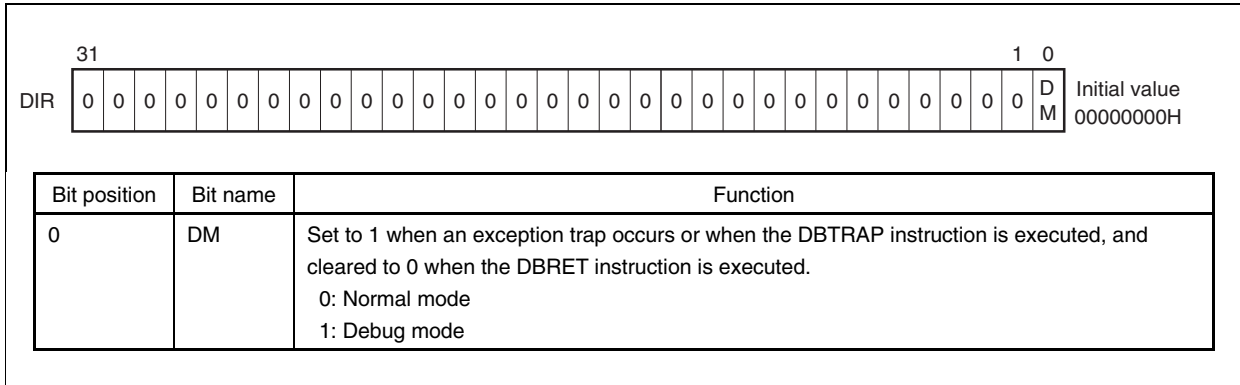 31 1 0
DIR 0 0 0 0 0 0 0 0 0 0 0 0 0 0 0 0 0 0 0 0 0 0 0 0 0 0 0 0 0 0 0 D M Initial value
00000000H
Bit position Bit name Function
0 DM Set to 1 when an exception trap occurs or when the DBTRAP instruction is executed, and
cleared to 0 when the DBRET instruction is executed.
0: Normal mode
1: Debug mode